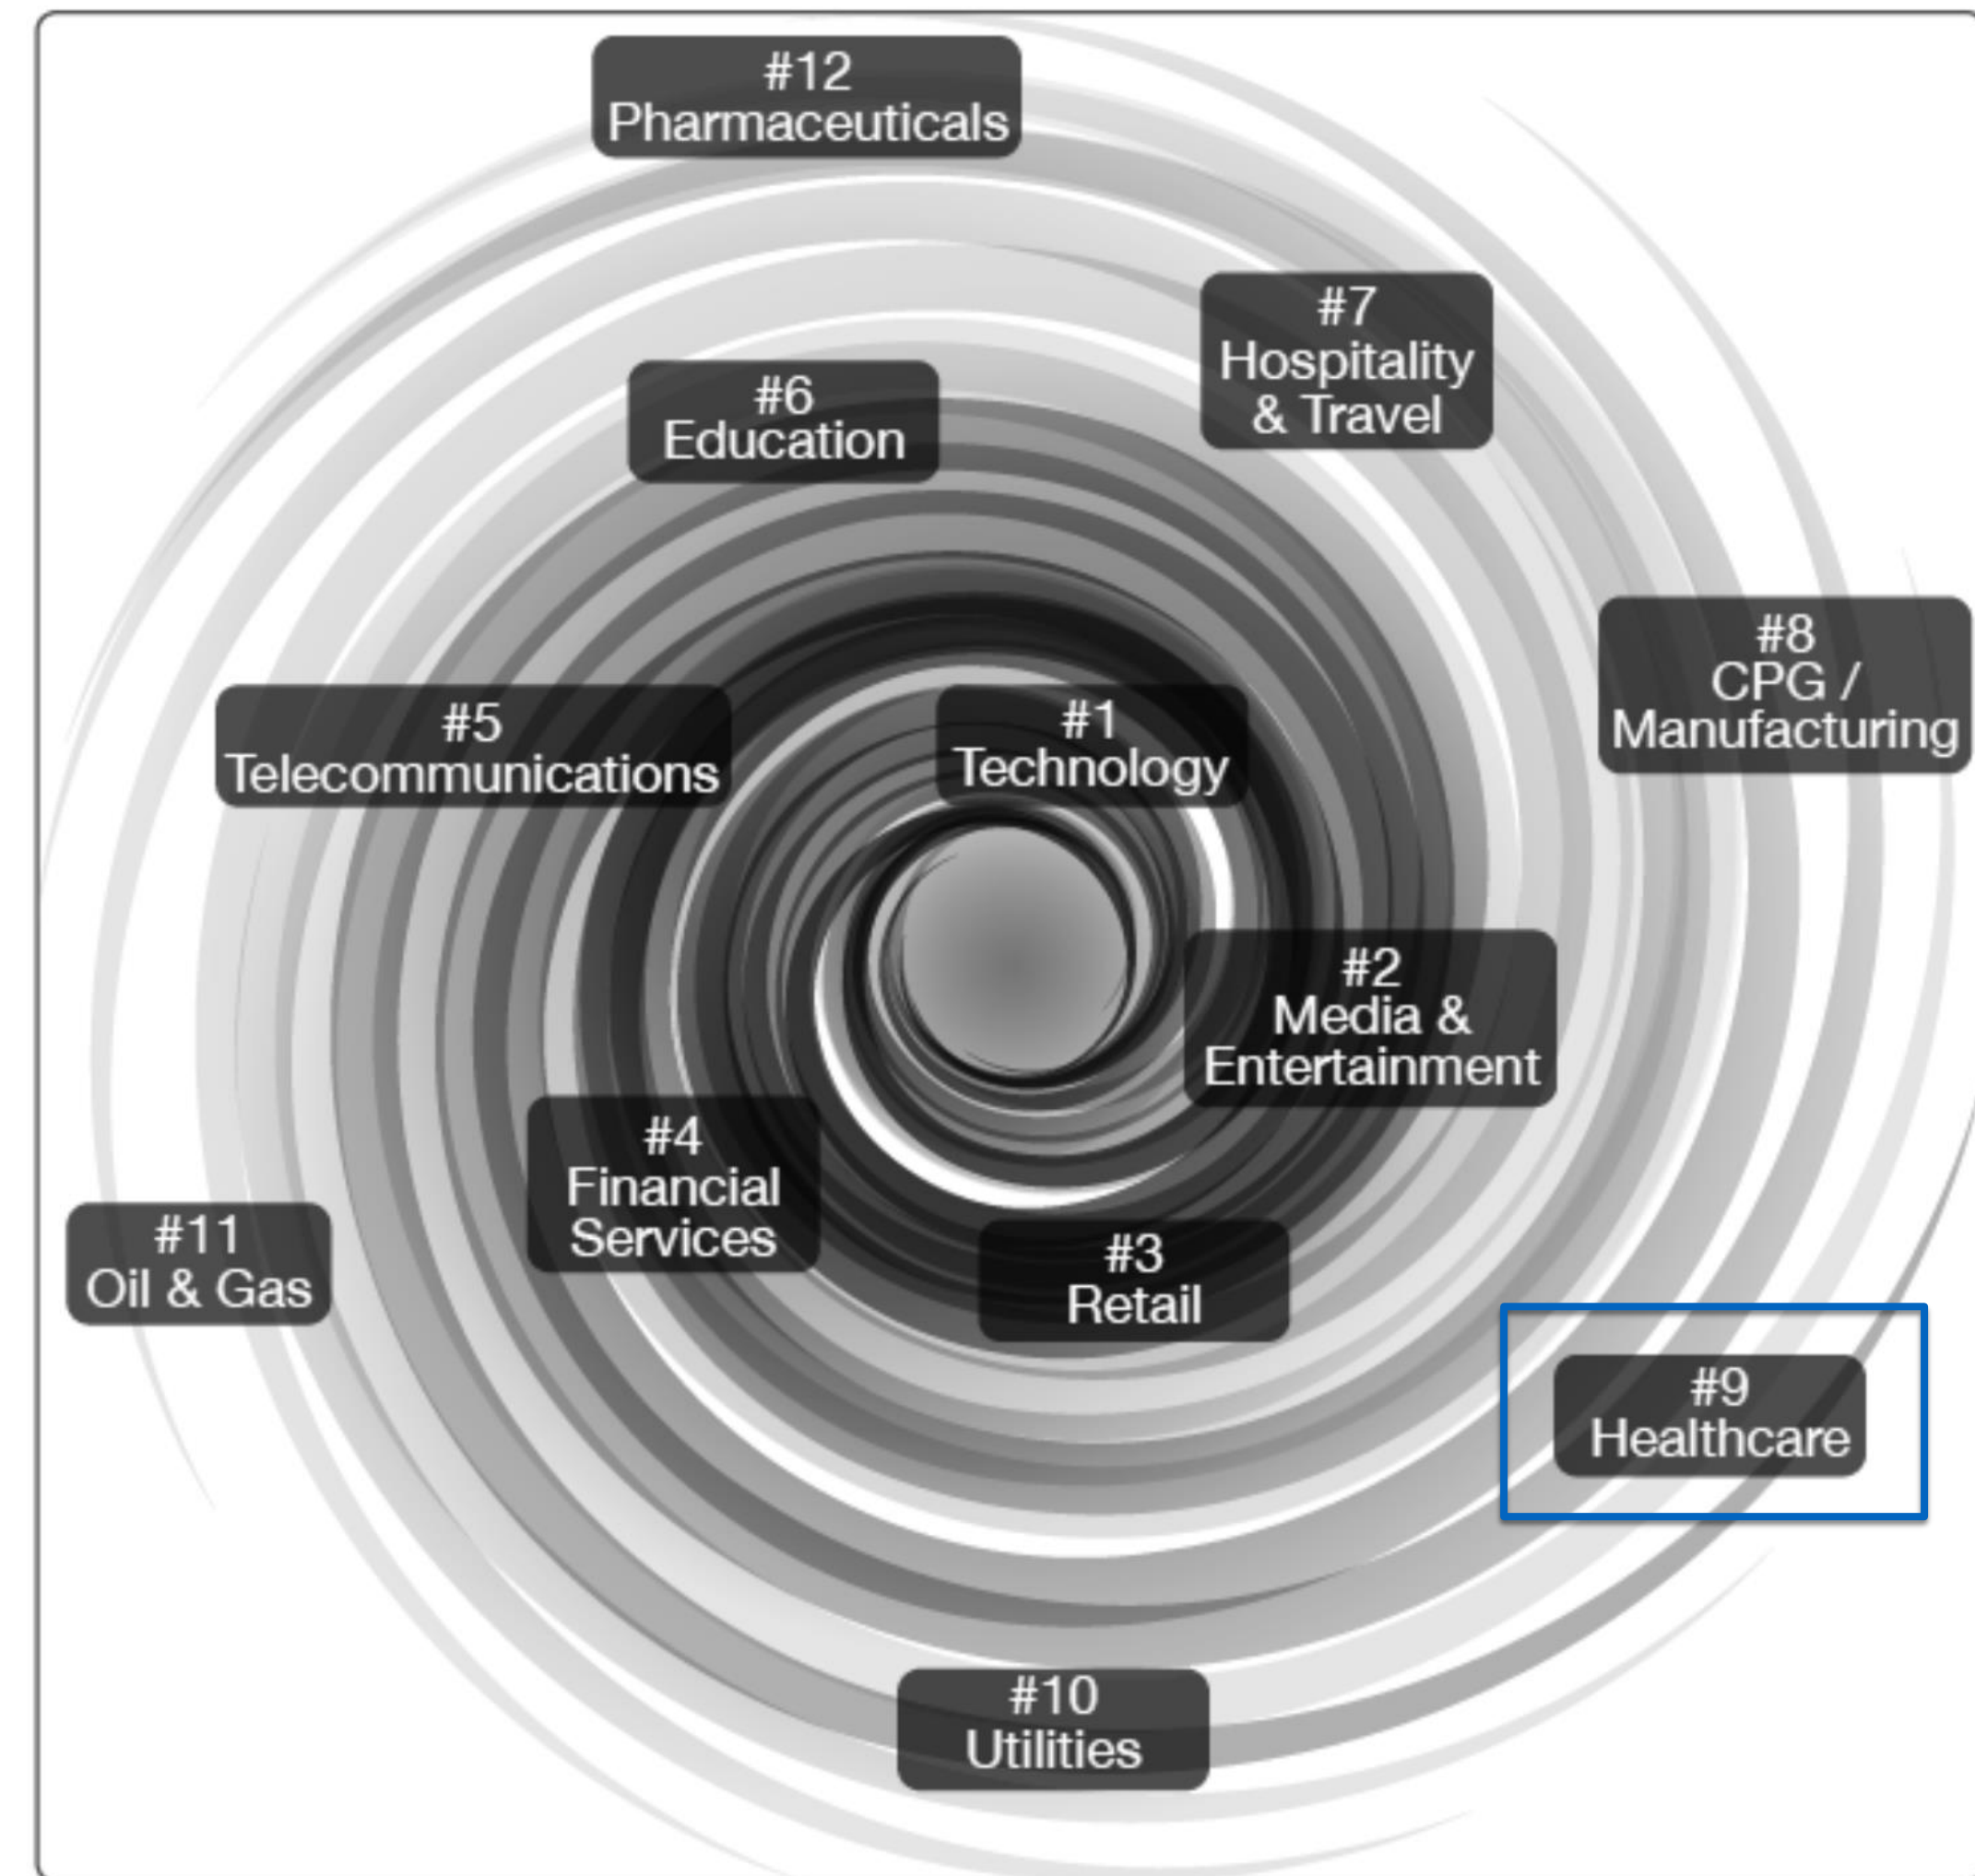 #12
Pharmaceuticals
#7
Hospitality
& Travel
#6
Education
#8
CPG /
Manufacturing
#5
Telecommunications
#1
Technology
#2
Media &
Entertainment
#4
Financial
Services
#11
Oil & Gas
#3
Retail
#9
Healthcare
#10
Utilities